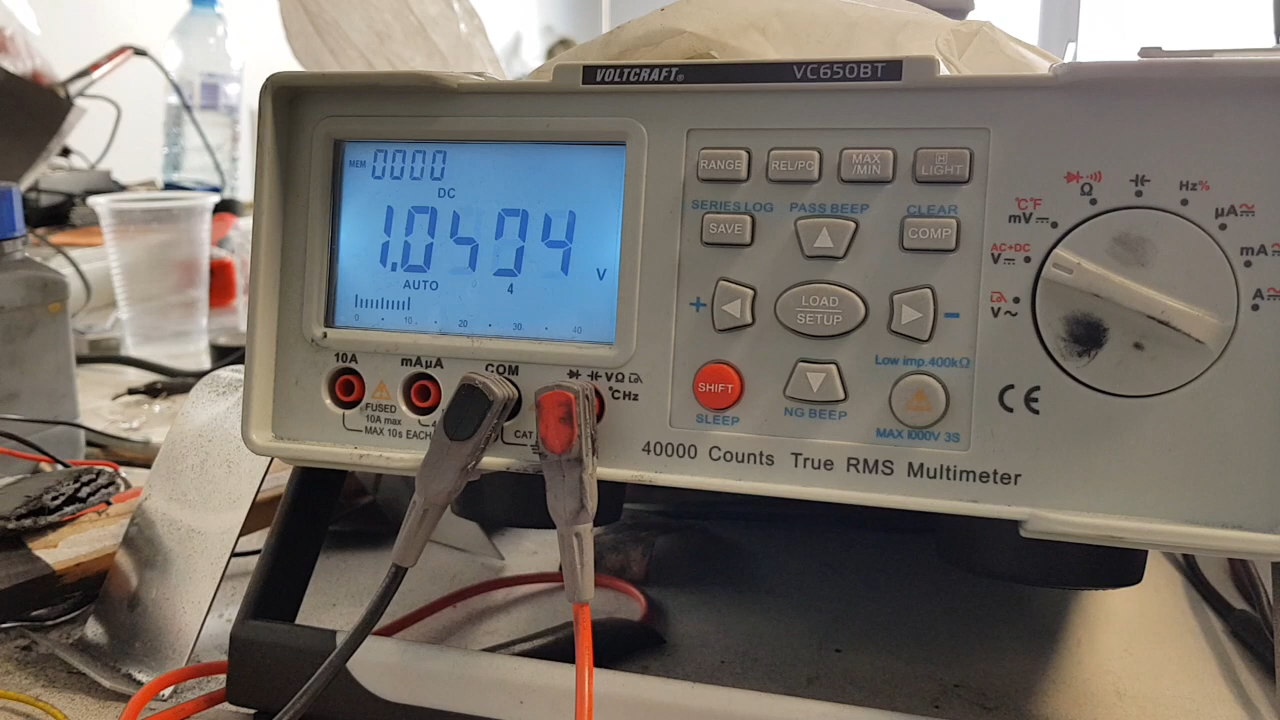 VOLTCRAFT® VC650BT
MEM 0000
DC
1.0494 V
AUTO 4
0 10 20 30 40
RANGE REL/PC MAX/MIN H LIGHT
SERIES LOG PASS BEEP CLEAR
SAVE ▲ COMP
+ ◀ LOAD/SETUP ▶ −
Low imp.400kΩ
SHIFT ▼
SLEEP NG BEEP MAX 1000V 3S
°C°F
mV
Ω
Hz%
µA
mA
A
AC+DC
V
V~
10A mAµA COM VΩ
°CHz
FUSED
10A max
MAX 10s EACH
CAT
CE
40000 Counts True RMS Multimeter